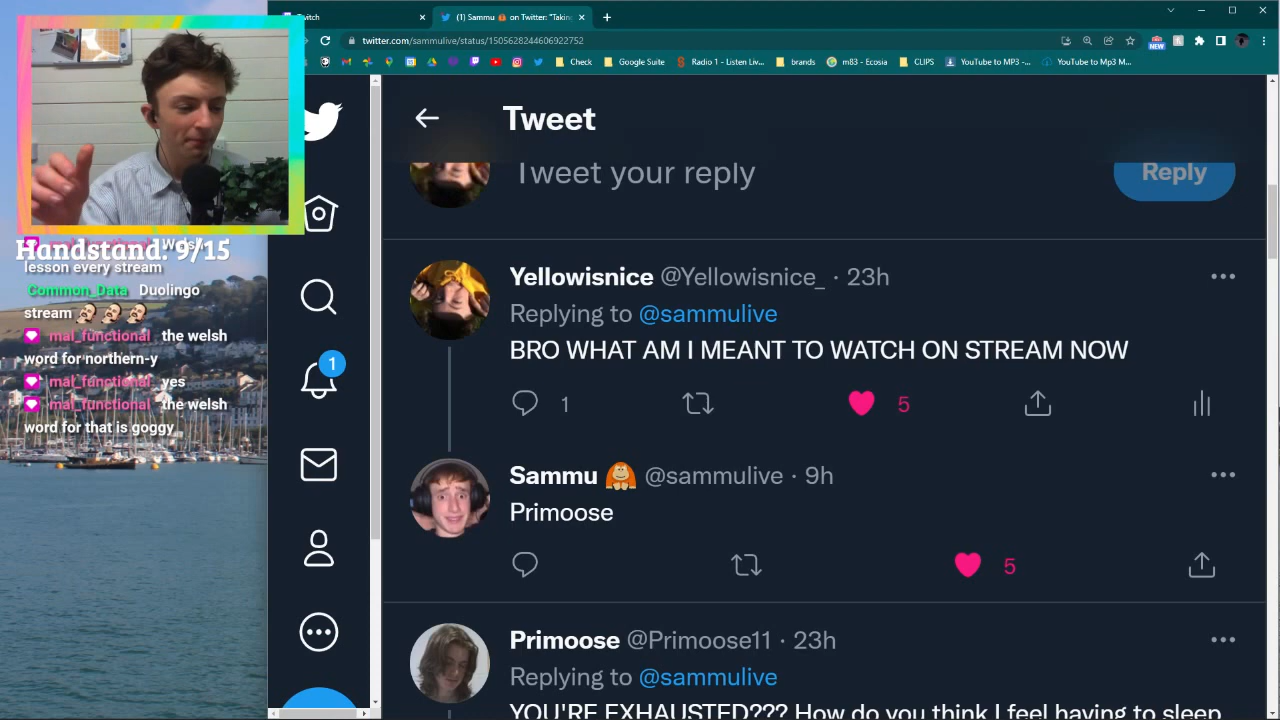 Twitch
(1) Sammu on Twitter: "Takin
twitter.com/sammulive/status/1505628244606922752
NEW
Check
Google Suite
Radio 1 - Listen Liv...
brands
m83 - Ecosia
CLIPS
YouTube to MP3 -...
YouTube to Mp3 M...
Handstand: 9/15
mal_functional Welsh
lesson every stream
Common_Data Duolingo
stream
mal_functional the welsh
word for northern-y
mal_functional yes
mal_functional the welsh
word for that is goggy
1
Tweet
Tweet your reply
Reply
Yellowisnice @Yellowisnice_ · 23h
Replying to @sammulive
BRO WHAT AM I MEANT TO WATCH ON STREAM NOW
1
5
Sammu @sammulive · 9h
Primoose
5
Primoose @Primoose11 · 23h
Replying to @sammulive
YOU'RE EXHAUSTED??? How do you think I feel having to sleep